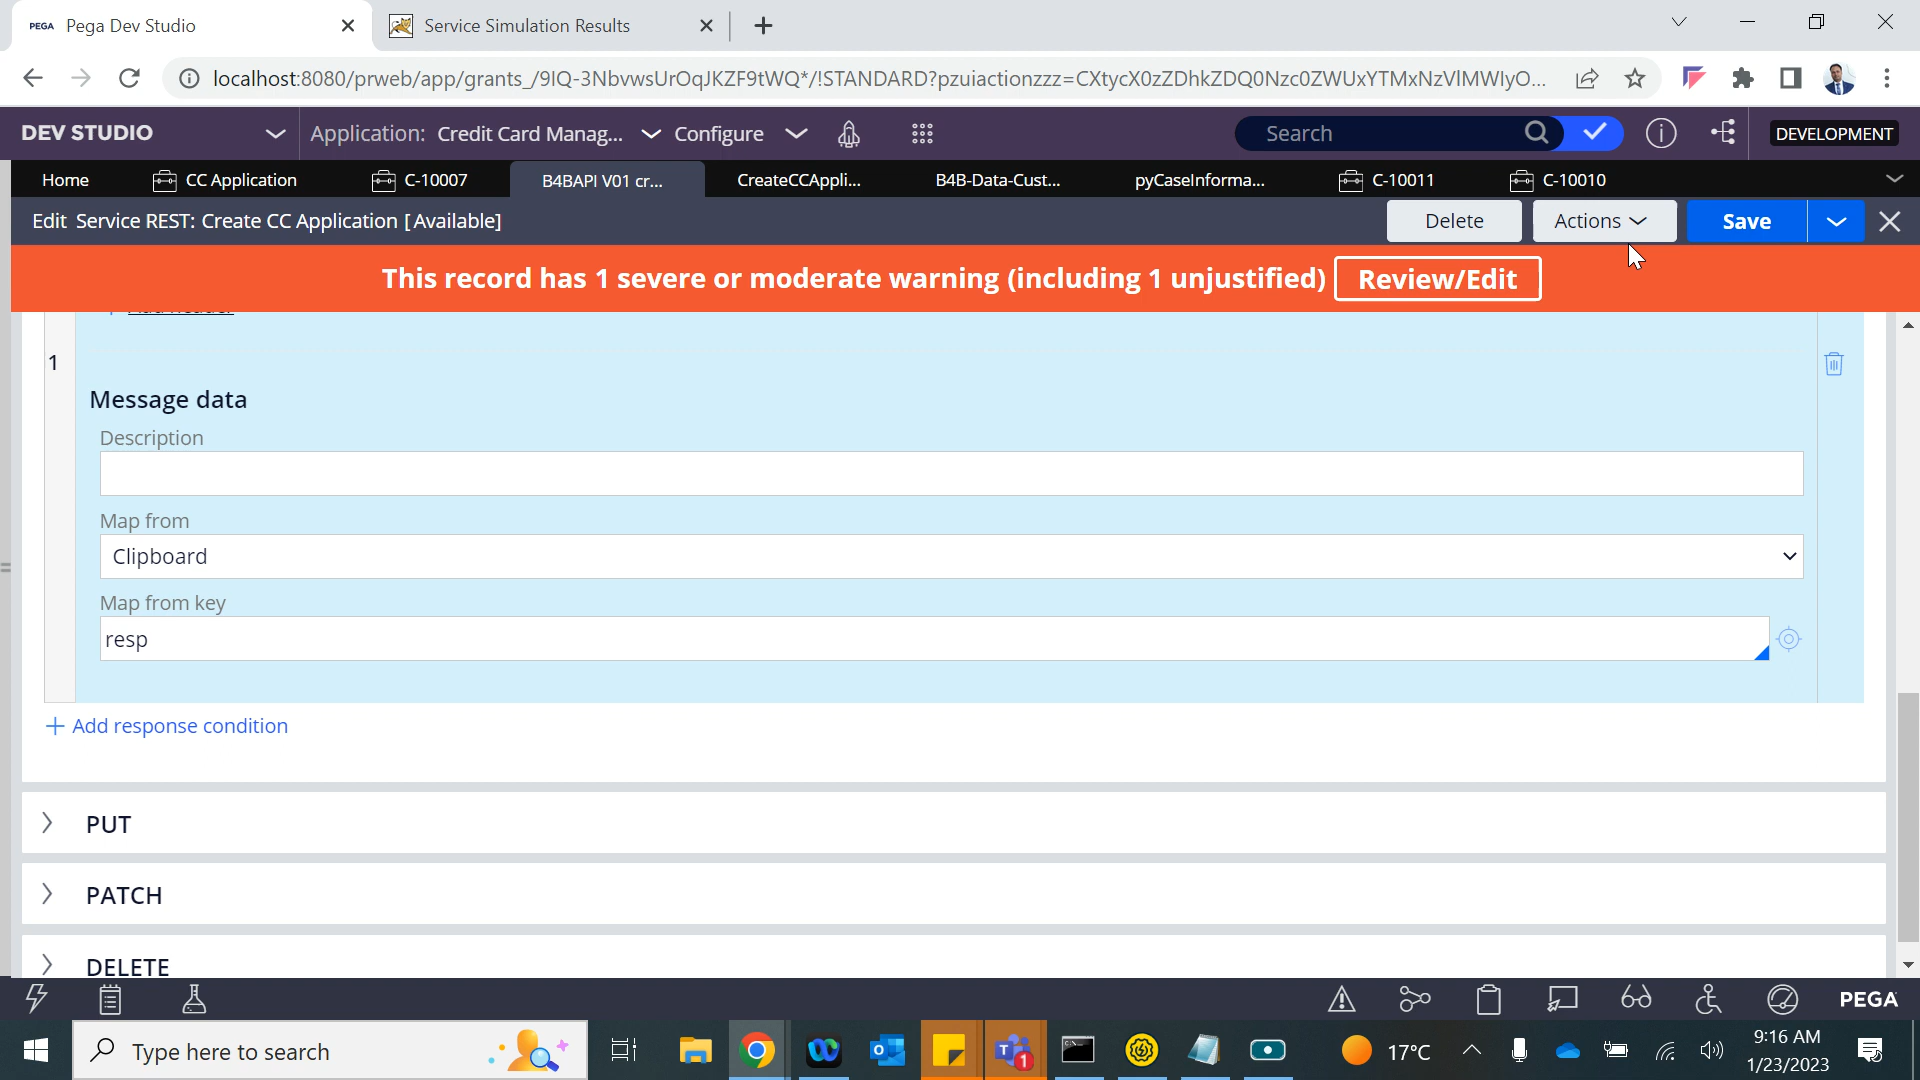 PEGA Pega Dev Studio
Service Simulation Results
localhost:8080/prweb/app/grants_/9IQ-3NbvwsUrOqJKZF9tWQ*/!STANDARD?pzuiactionzzz=CXtycX0zZDhkZDQ0Nzc0ZWUxYTMxNzVlMWIyO...
DEV STUDIO
Application: Credit Card Manag...
Configure
Search
DEVELOPMENT
Home
CC Application
C-10007
B4BAPI V01 cr...
CreateCCAppli...
B4B-Data-Cust...
pyCaseInforma...
C-10011
C-10010
Edit Service REST: Create CC Application [Available]
Delete
Actions
Save
This record has 1 severe or moderate warning (including 1 unjustified)
Review/Edit
1
Message data
Description
Map from
Clipboard
Map from key
resp
Add response condition
PUT
PATCH
DELETE
PEGA
Type here to search
1
17°C
9:16 AM
1/23/2023